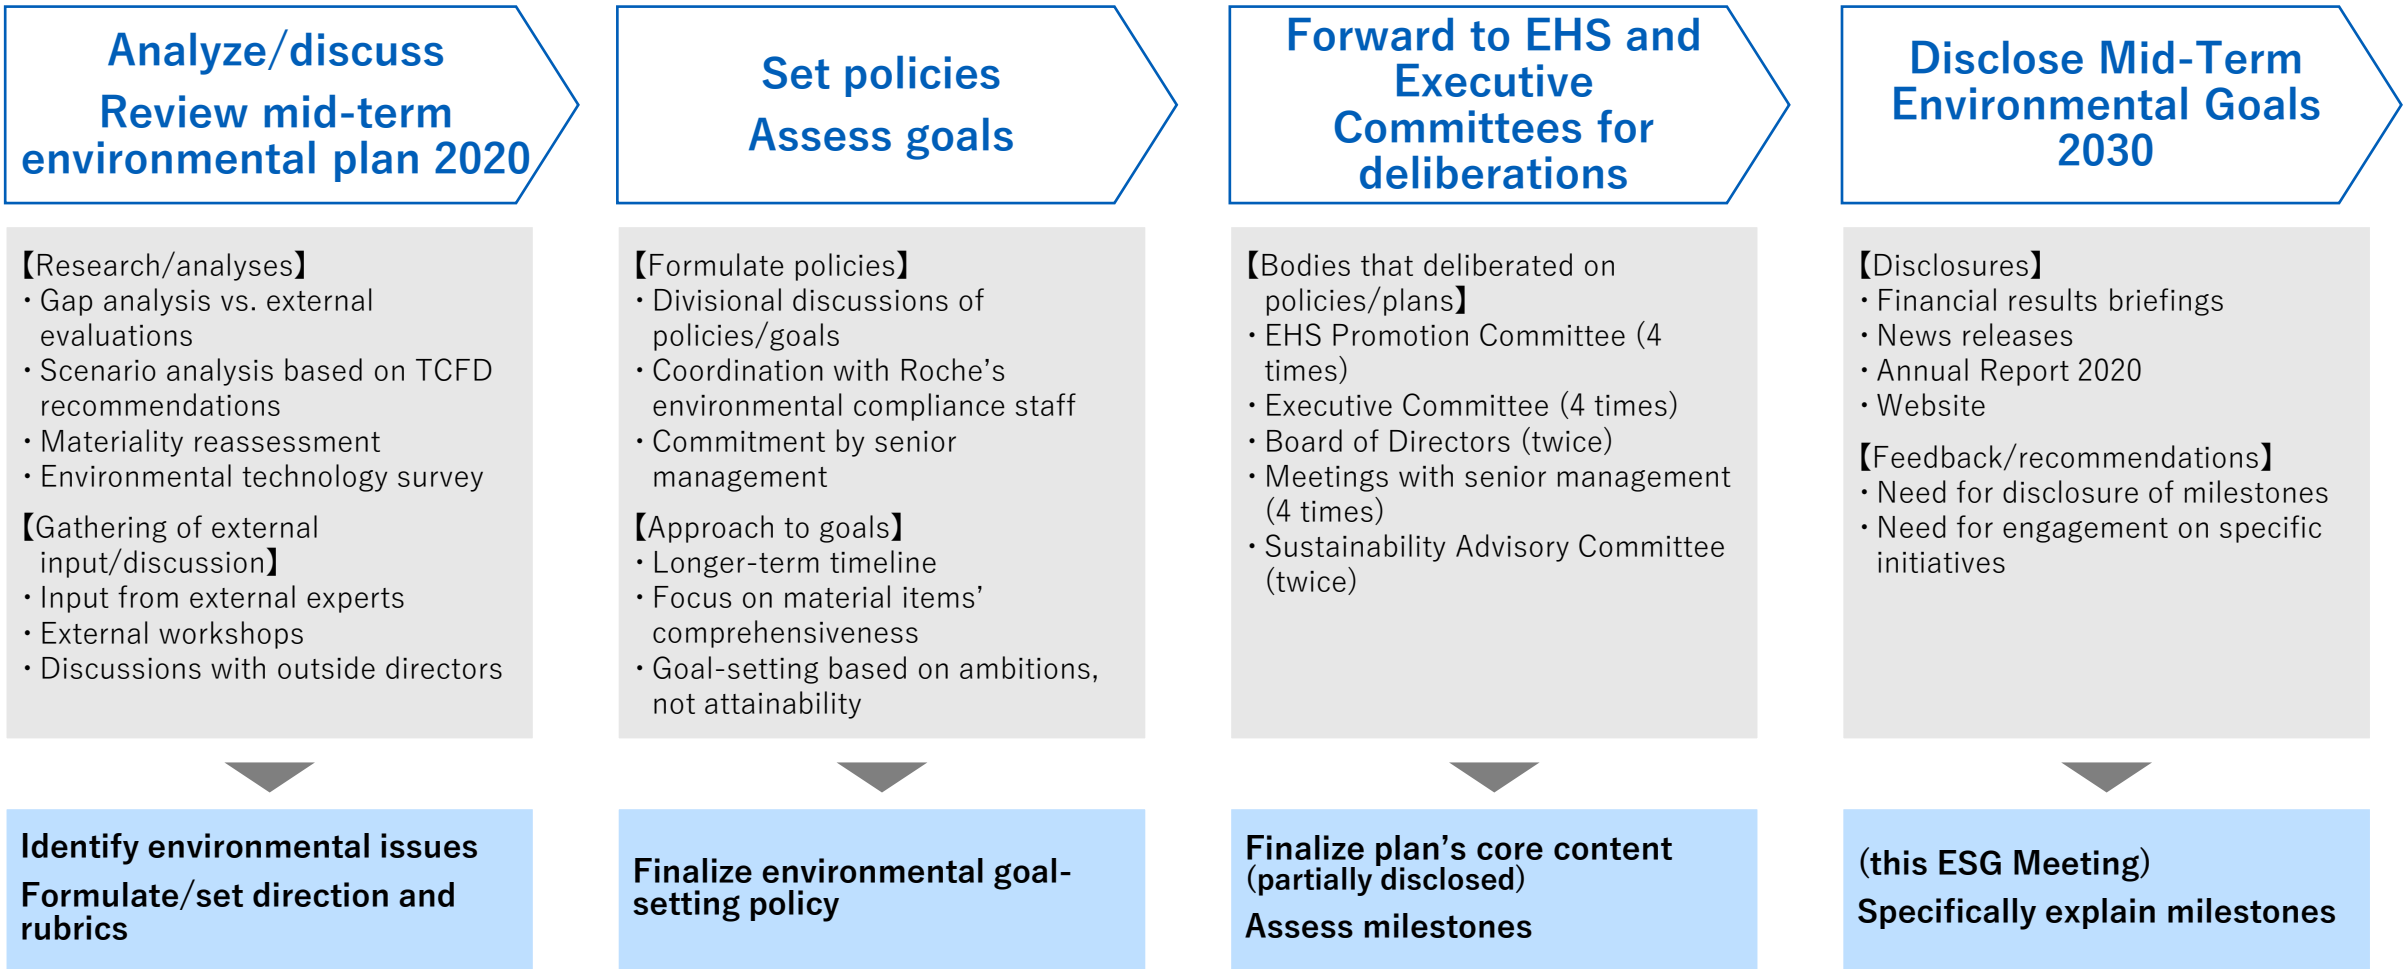 Analyze/discuss
Review mid-term
environmental plan 2020
【Research/analyses】
・Gap analysis vs. external
evaluations
・Scenario analysis based on TCFD
recommendations
・Materiality reassessment
・Environmental technology survey
【Gathering of external
input/discussion】
・Input from external experts
・External workshops
・Discussions with outside directors
Identify environmental issues
Formulate/set direction and
rubrics
Set policies
Assess goals
【Formulate policies】
・Divisional discussions of
policies/goals
・Coordination with Roche’s
environmental compliance staff
・Commitment by senior
management
【Approach to goals】
・Longer-term timeline
・Focus on material items’
comprehensiveness
・Goal-setting based on ambitions,
not attainability
Finalize environmental goal-
setting policy
Forward to EHS and
Executive
Committees for
deliberations
【Bodies that deliberated on
policies/plans】
・EHS Promotion Committee (4
times)
・Executive Committee (4 times)
・Board of Directors (twice)
・Meetings with senior management
(4 times)
・Sustainability Advisory Committee
(twice)
Finalize plan’s core content
(partially disclosed)
Assess milestones
Disclose Mid-Term
Environmental Goals
2030
【Disclosures】
・Financial results briefings
・News releases
・Annual Report 2020
・Website
【Feedback/recommendations】
・Need for disclosure of milestones
・Need for engagement on specific
initiatives
(this ESG Meeting)
Specifically explain milestones